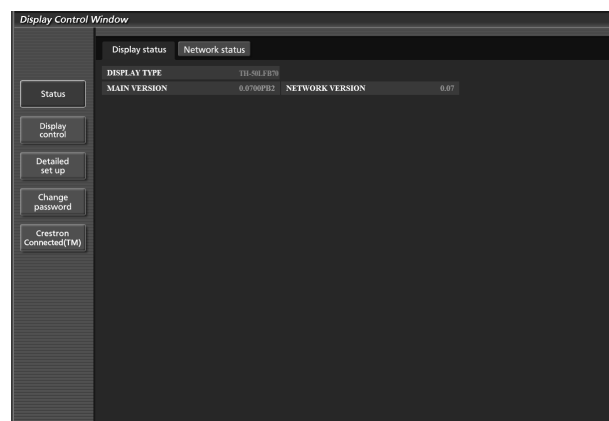 Display Control Window
Display status
Network status
DISPLAY TYPE TH-50LFB70
MAIN VERSION 0.0700PB2 NETWORK VERSION 0.07
Status
Display
control
Detailed
set up
Change
password
Crestron
Connected(TM)